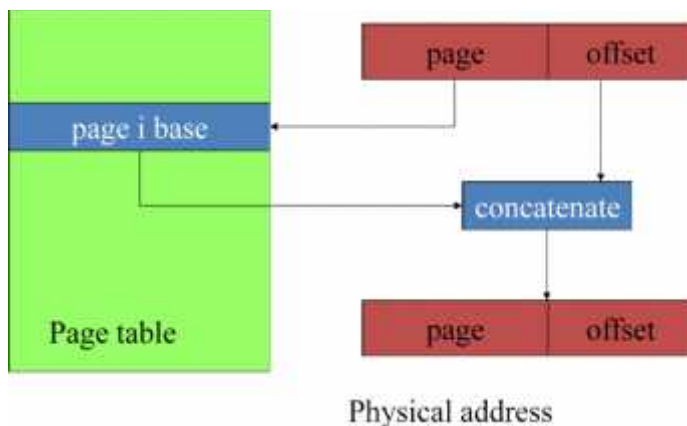 page offset
page i base
concatenate
page offset
Page table
Physical address